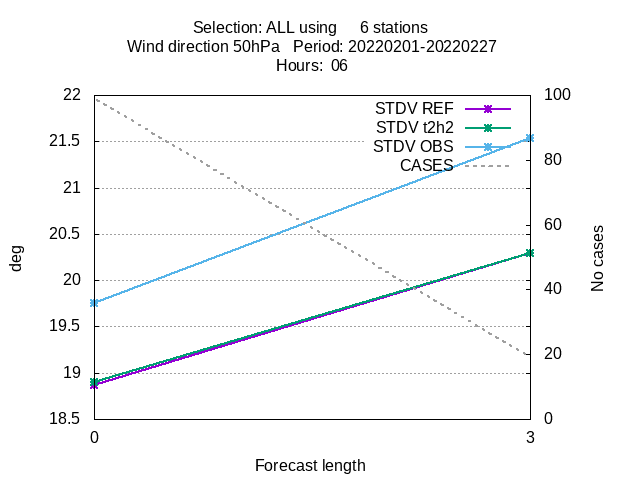 Selection: ALL using     6 stations
Wind direction 50hPa   Period: 20220201-20220227
Hours:  06
22
21.5
21
20.5
20
19.5
19
18.5
100
80
60
40
20
0
STDV REF
STDV t2h2
STDV OBS
CASES
deg
No cases
0
3
Forecast length